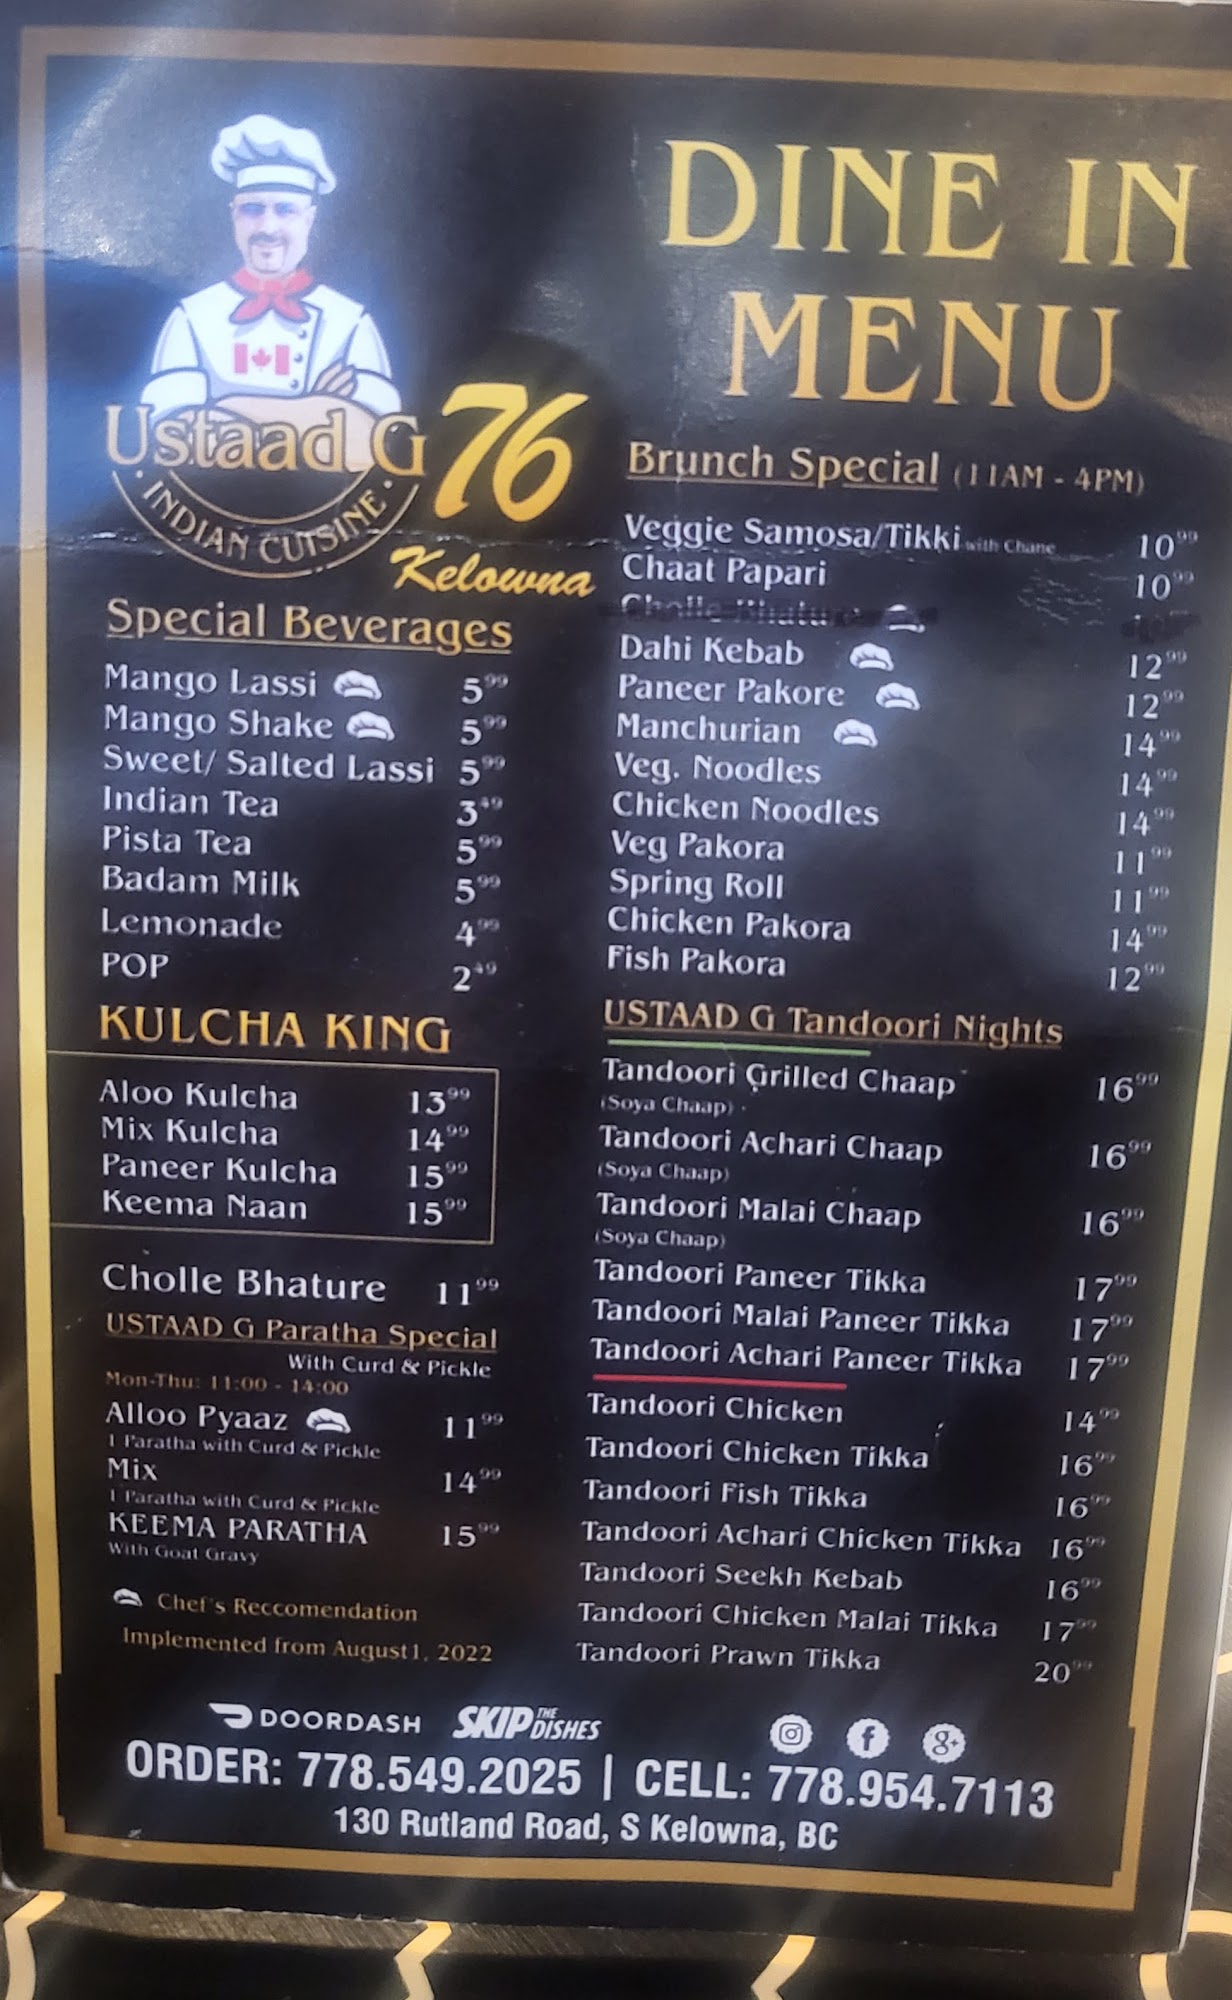 DINE IN
MENU
Ustaad G 76
INDIAN CUISINE
Kelowna
Special Beverages
Mango Lassi 5.99
Mango Shake 5.99
Sweet/ Salted Lassi 5.99
Indian Tea 3.49
Pista Tea 5.99
Badam Milk 5.99
Lemonade 4.99
POP 2.49
KULCHA KING
Aloo Kulcha 13.99
Mix Kulcha 14.99
Paneer Kulcha 15.99
Keema Naan 15.99
Cholle Bhature 11.99
USTAAD G Paratha Special
With Curd & Pickle
Mon-Thu: 11:00 - 14:00
Alloo Pyaaz 11.99
1 Paratha with Curd & Pickle
Mix 14.99
1 Paratha with Curd & Pickle
KEEMA PARATHA 15.99
With Goat Gravy
Chef's Reccomendation
Implemented from August1, 2022
Brunch Special (11AM - 4PM)
Veggie Samosa/Tikki with Chane 10.99
Chaat Papari 10.99
Cholle Bhature
Dahi Kebab 12.99
Paneer Pakore 12.99
Manchurian 14.99
Veg. Noodles 14.99
Chicken Noodles 14.99
Veg Pakora 11.99
Spring Roll 11.99
Chicken Pakora 14.99
Fish Pakora 12.99
USTAAD G Tandoori Nights
Tandoori Grilled Chaap 16.99
(Soya Chaap)
Tandoori Achari Chaap 16.99
(Soya Chaap)
Tandoori Malai Chaap 16.99
(Soya Chaap)
Tandoori Paneer Tikka 17.99
Tandoori Malai Paneer Tikka 17.99
Tandoori Achari Paneer Tikka 17.99
Tandoori Chicken 14.99
Tandoori Chicken Tikka 16.99
Tandoori Fish Tikka 16.99
Tandoori Achari Chicken Tikka 16.99
Tandoori Seekh Kebab 16.99
Tandoori Chicken Malai Tikka 17.99
Tandoori Prawn Tikka 20.99
DOORDASH SKIP THE DISHES
ORDER: 778.549.2025 | CELL: 778.954.7113
130 Rutland Road, S Kelowna, BC